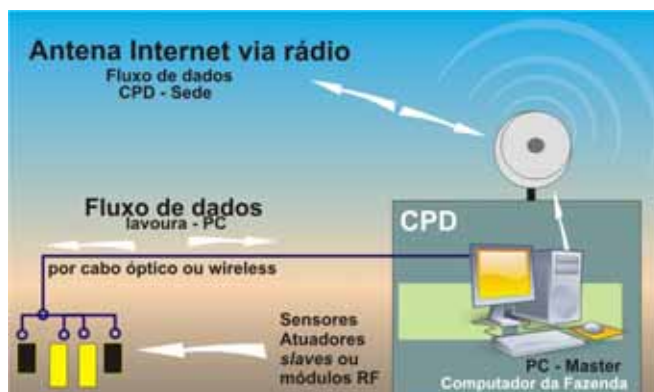 Antena Internet via rádio
Fluxo de dados
CPD - Sede
Fluxo de dados
lavoura - PC
por cabo óptico ou wireless
CPD
Sensores
Atuadores
slaves ou
módulos RF
PC - Master
Computador da Fazenda